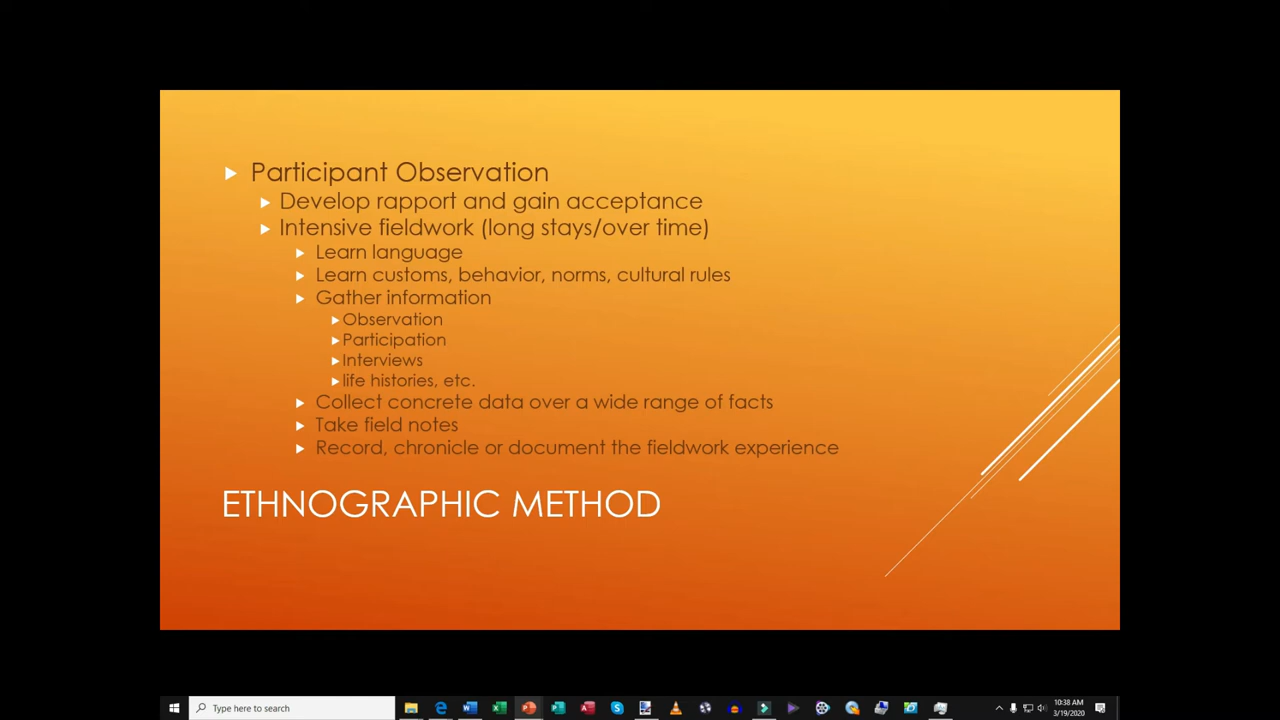 Participant Observation
Develop rapport and gain acceptance
Intensive fieldwork (long stays/over time)
Learn language
Learn customs, behavior, norms, cultural rules
Gather information
Observation
Participation
Interviews
life histories, etc.
Collect concrete data over a wide range of facts
Take field notes
Record, chronicle or document the fieldwork experience
ETHNOGRAPHIC METHOD
Type here to search
10:38 AM
3/19/2020